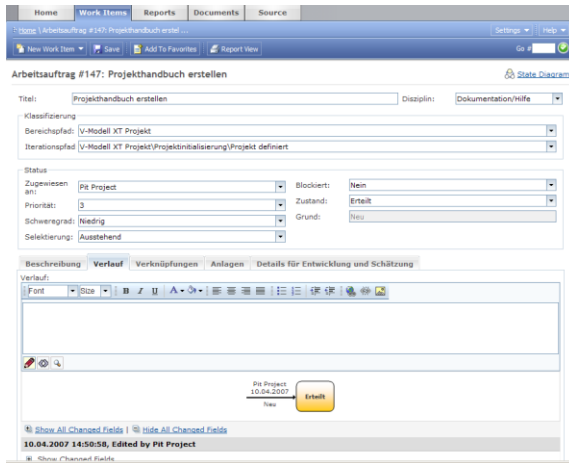 Home Work Items Reports Documents Source
Home \ Arbeitsauftrag #147: Projekthandbuch erstel ... Settings Help
New Work Item Save Add To Favorites Report View Go #
Arbeitsauftrag #147: Projekthandbuch erstellen State Diagram
Titel: Projekthandbuch erstellen Disziplin: Dokumentation/Hilfe
Klassifizierung
Bereichspfad: V-Modell XT Projekt
Iterationspfad V-Modell XT Projekt\Projektinitialisierung\Projekt definiert
Status
Zugewiesen an: Pit Project Blockiert: Nein
Priorität: 3 Zustand: Erteilt
Schweregrad: Niedrig Grund: Neu
Selektierung: Ausstehend
Beschreibung Verlauf Verknüpfungen Anlagen Details für Entwicklung und Schätzung
Verlauf:
Font Size B I U A
Pit Project
10.04.2007
Neu
Erteilt
Show All Changed Fields | Hide All Changed Fields
10.04.2007 14:50:58, Edited by Pit Project
Show Changed Fields